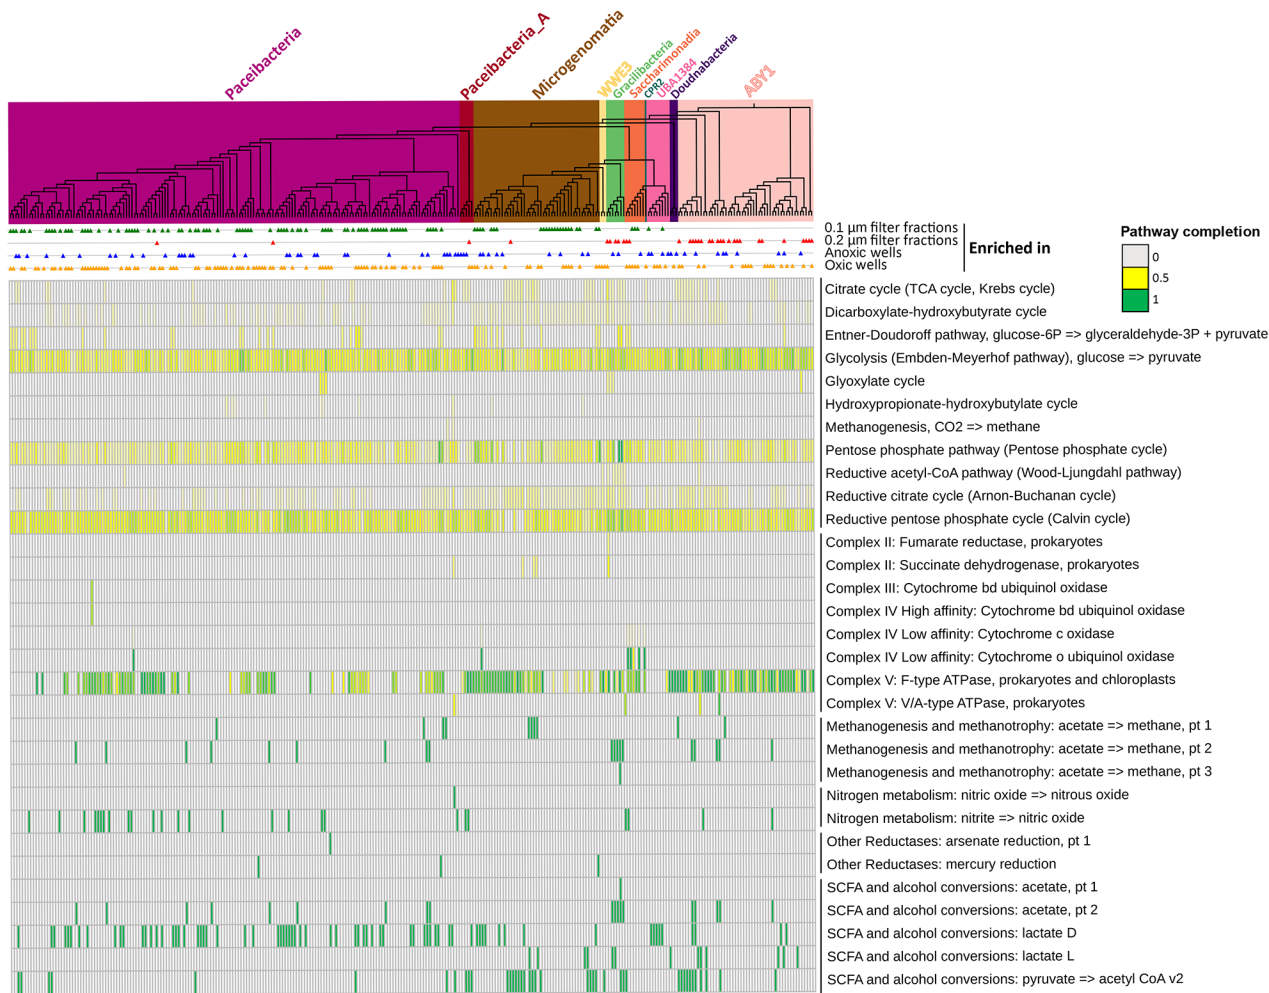 Paceibacteria
Paceibacteria_A
Microgenomatia
WWE3
Gracilibacteria
Saccharimonadia
CPR2
UBA1384
Doudnabacteria
ABY1
0.1 µm filter fractions
0.2 µm filter fractions
Anoxic wells
Oxic wells
Enriched in
Pathway completion
0
0.5
1
Citrate cycle (TCA cycle, Krebs cycle)
Dicarboxylate-hydroxybutyrate cycle
Entner-Doudoroff pathway, glucose-6P => glyceraldehyde-3P + pyruvate
Glycolysis (Embden-Meyerhof pathway), glucose => pyruvate
Glyoxylate cycle
Hydroxypropionate-hydroxybutylate cycle
Methanogenesis, CO2 => methane
Pentose phosphate pathway (Pentose phosphate cycle)
Reductive acetyl-CoA pathway (Wood-Ljungdahl pathway)
Reductive citrate cycle (Arnon-Buchanan cycle)
Reductive pentose phosphate cycle (Calvin cycle)
Complex II: Fumarate reductase, prokaryotes
Complex II: Succinate dehydrogenase, prokaryotes
Complex III: Cytochrome bd ubiquinol oxidase
Complex IV High affinity: Cytochrome bd ubiquinol oxidase
Complex IV Low affinity: Cytochrome c oxidase
Complex IV Low affinity: Cytochrome o ubiquinol oxidase
Complex V: F-type ATPase, prokaryotes and chloroplasts
Complex V: V/A-type ATPase, prokaryotes
Methanogenesis and methanotrophy: acetate => methane, pt 1
Methanogenesis and methanotrophy: acetate => methane, pt 2
Methanogenesis and methanotrophy: acetate => methane, pt 3
Nitrogen metabolism: nitric oxide => nitrous oxide
Nitrogen metabolism: nitrite => nitric oxide
Other Reductases: arsenate reduction, pt 1
Other Reductases: mercury reduction
SCFA and alcohol conversions: acetate, pt 1
SCFA and alcohol conversions: acetate, pt 2
SCFA and alcohol conversions: lactate D
SCFA and alcohol conversions: lactate L
SCFA and alcohol conversions: pyruvate => acetyl CoA v2